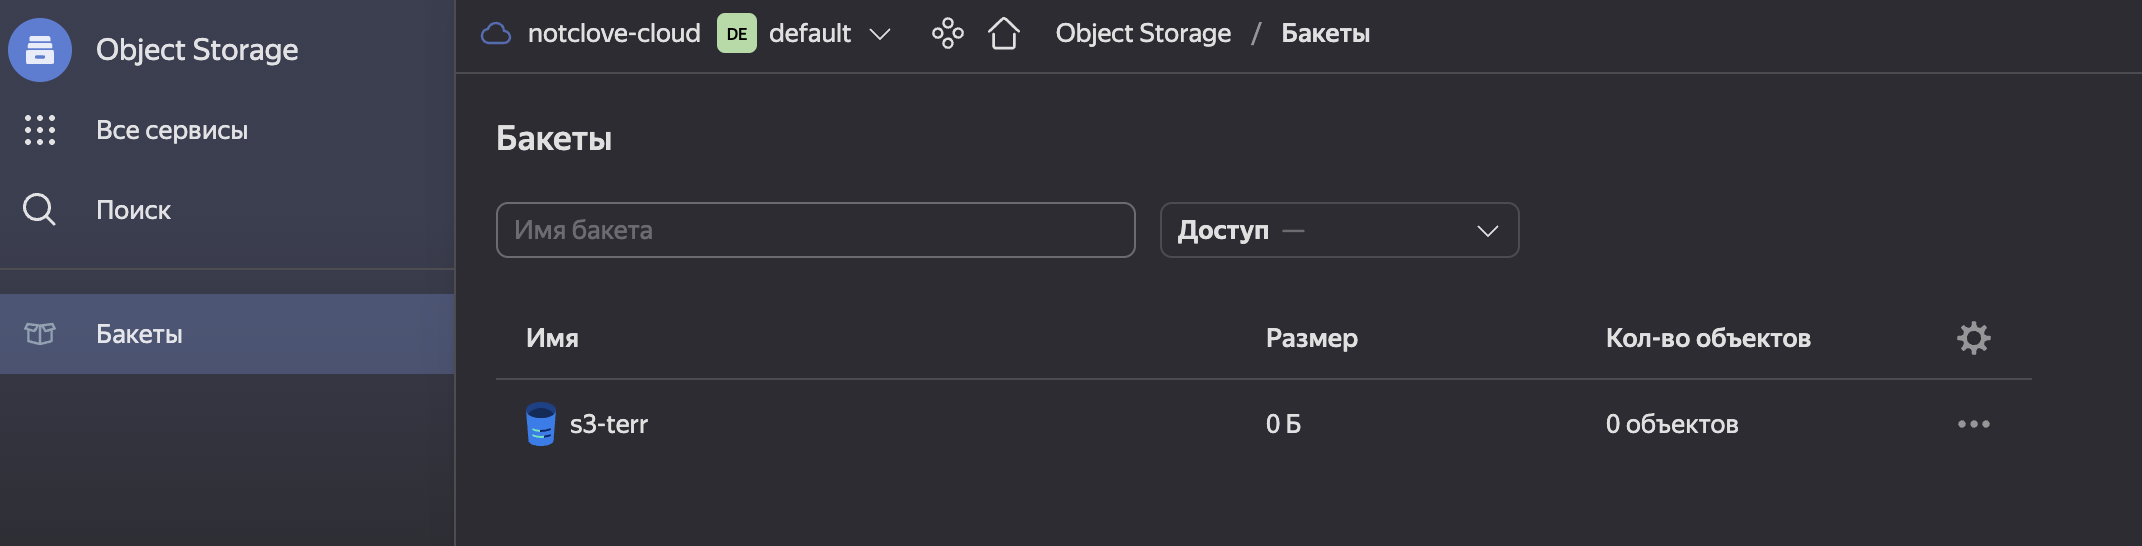 Object Storage
Все сервисы
Поиск
Бакеты
notclove-cloud DE default Object Storage / Бакеты
Бакеты
Имя бакета Доступ —
Имя Размер Кол-во объектов
s3-terr 0 Б 0 объектов